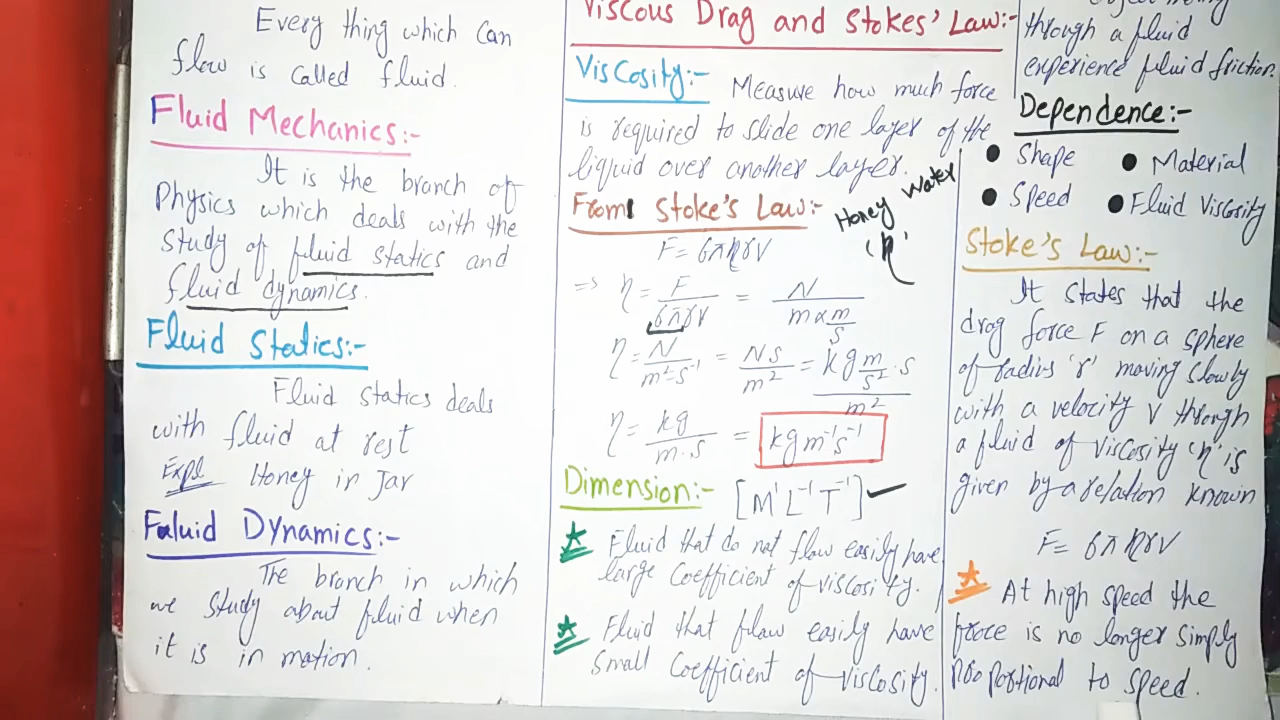 Every thing which can
flow is called fluid.
Fluid Mechanics:-
It is the branch of
Physics which deals with the
Study of fluid statics and
fluid dynamics.
Fluid Statics:-
Fluid statics deals
with fluid at rest
Expl Honey in Jar
Faluid Dynamics:-
The branch in which
we study about fluid when
it is in motion.
Viscous Drag and Stokes' Law:-
Viscosity:- Measure how much force
is required to slide one layer of the
liquid over another layer.
Honey Water
'η'
From Stoke's Law:-
F = 6πηrv
=> η = F/6πrv = N/m×m/s
η = N/m²-s⁻¹ = Ns/m² = kg m/s² . s/m²
η = kg/m.s = kgm⁻¹s⁻¹
Dimension:- [M¹L⁻¹T⁻¹] ✓
★ Fluid that do not flow easily have
large Coefficient of viscosity.
★ Fluid that flow easily have
Small Coefficient of viscosity.
through a fluid
experience fluid friction.
Dependence:-
● Shape ● Material
● Speed ● Fluid Viscosity
Stoke's Law:-
It states that the
drag force F on a sphere
of radius 'r' moving slowly
with a velocity v through
a fluid of viscosity 'η' is
given by a relation known
F = 6πηrv
★ At high speed the
force is no longer simply
proportional to speed.